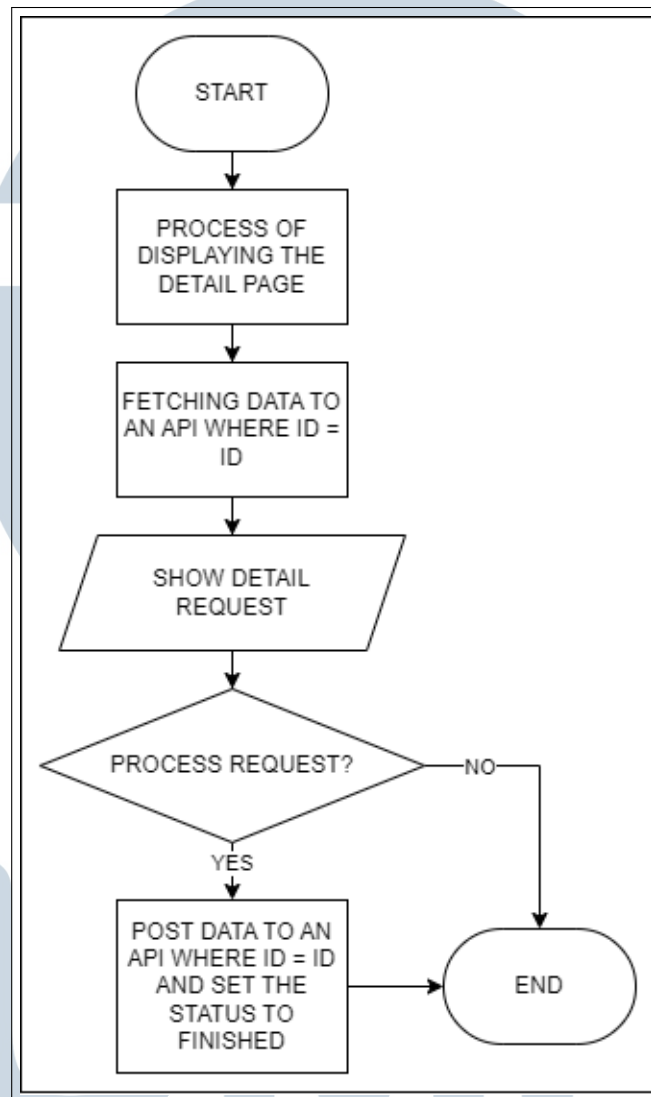 START
PROCESS OF
DISPLAYING THE
DETAIL PAGE
FETCHING DATA TO
AN API WHERE ID =
ID
SHOW DETAIL
REQUEST
PROCESS REQUEST?
NO
YES
POST DATA TO AN
API WHERE ID = ID
AND SET THE
STATUS TO
FINISHED
END